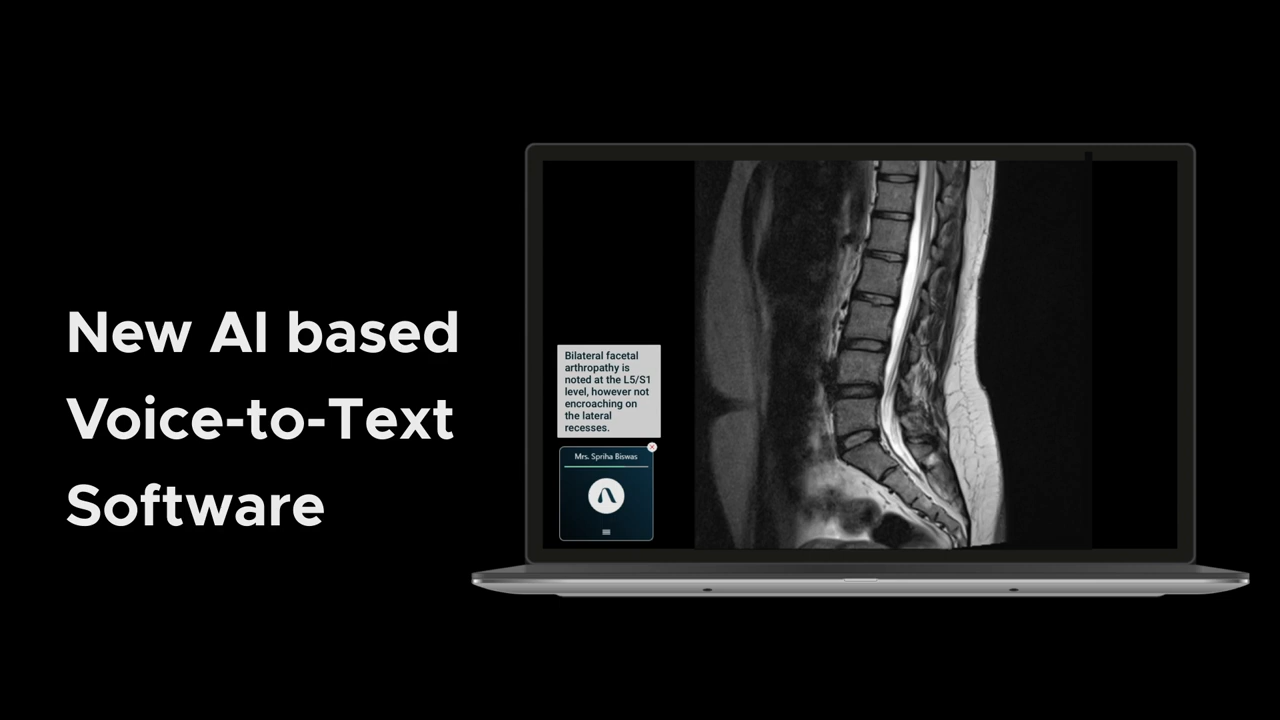 New AI based
Voice-to-Text
Software
Bilateral facetal
arthropathy is
noted at the L5/S1
level, however not
encroaching on
the lateral
recesses.
Mrs. Spriha Biswas